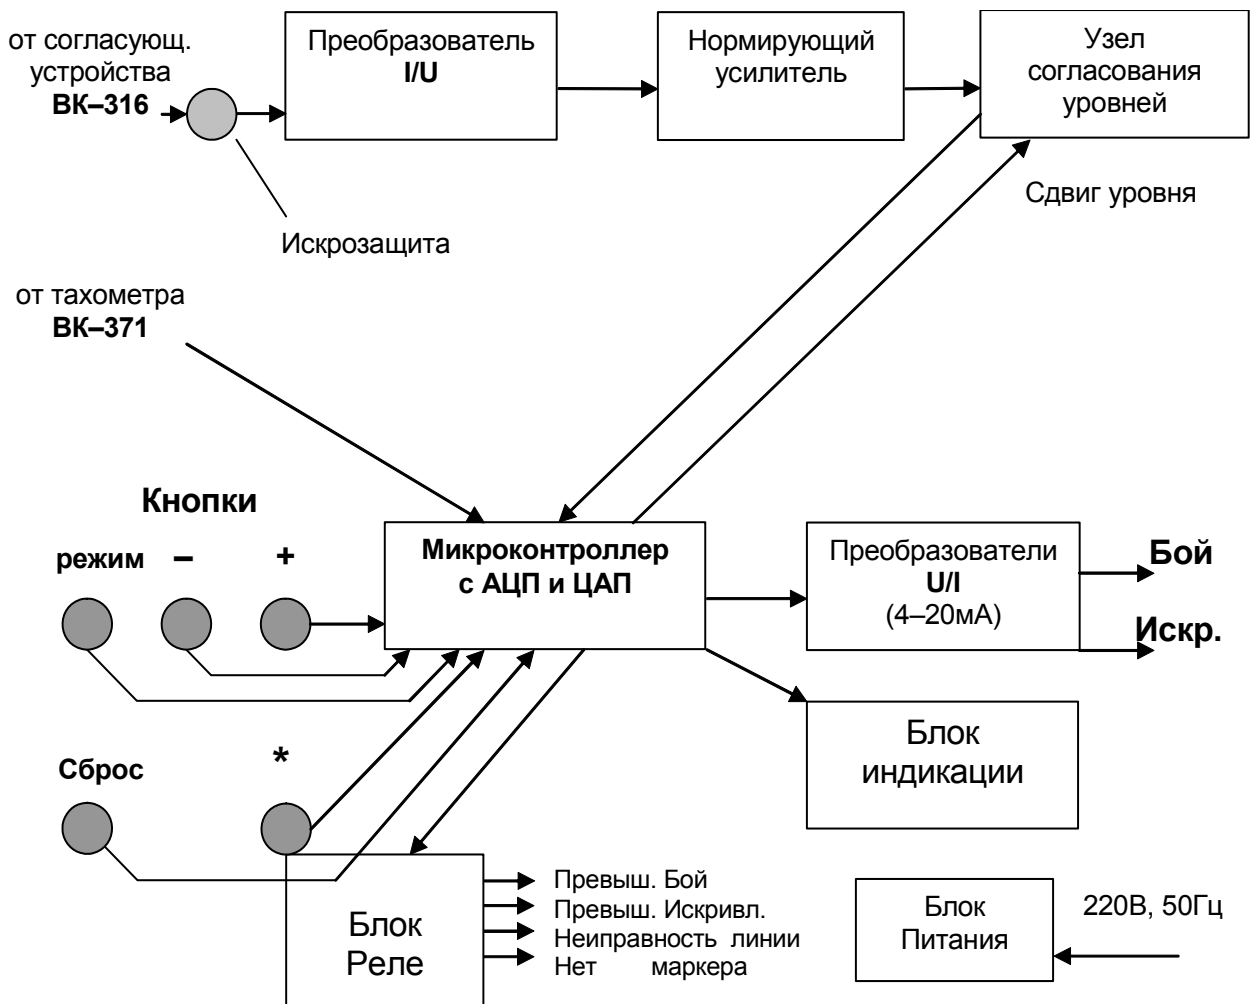 от согласующ.
устройства
ВК–316
Преобразователь
I/U
Нормирующий
усилитель
Узел
согласования
уровней
Сдвиг уровня
Искрозащита
от тахометра
ВК–371
Кнопки
режим – +
Микроконтроллер
с АЦП и ЦАП
Преобразователи
U/I
(4–20мА)
Бой
Искр.
Блок
индикации
Сброс *
Блок
Реле
Превыш. Бой
Превыш. Искривл.
Неиправность линии
Нет маркера
Блок
Питания
220В, 50Гц